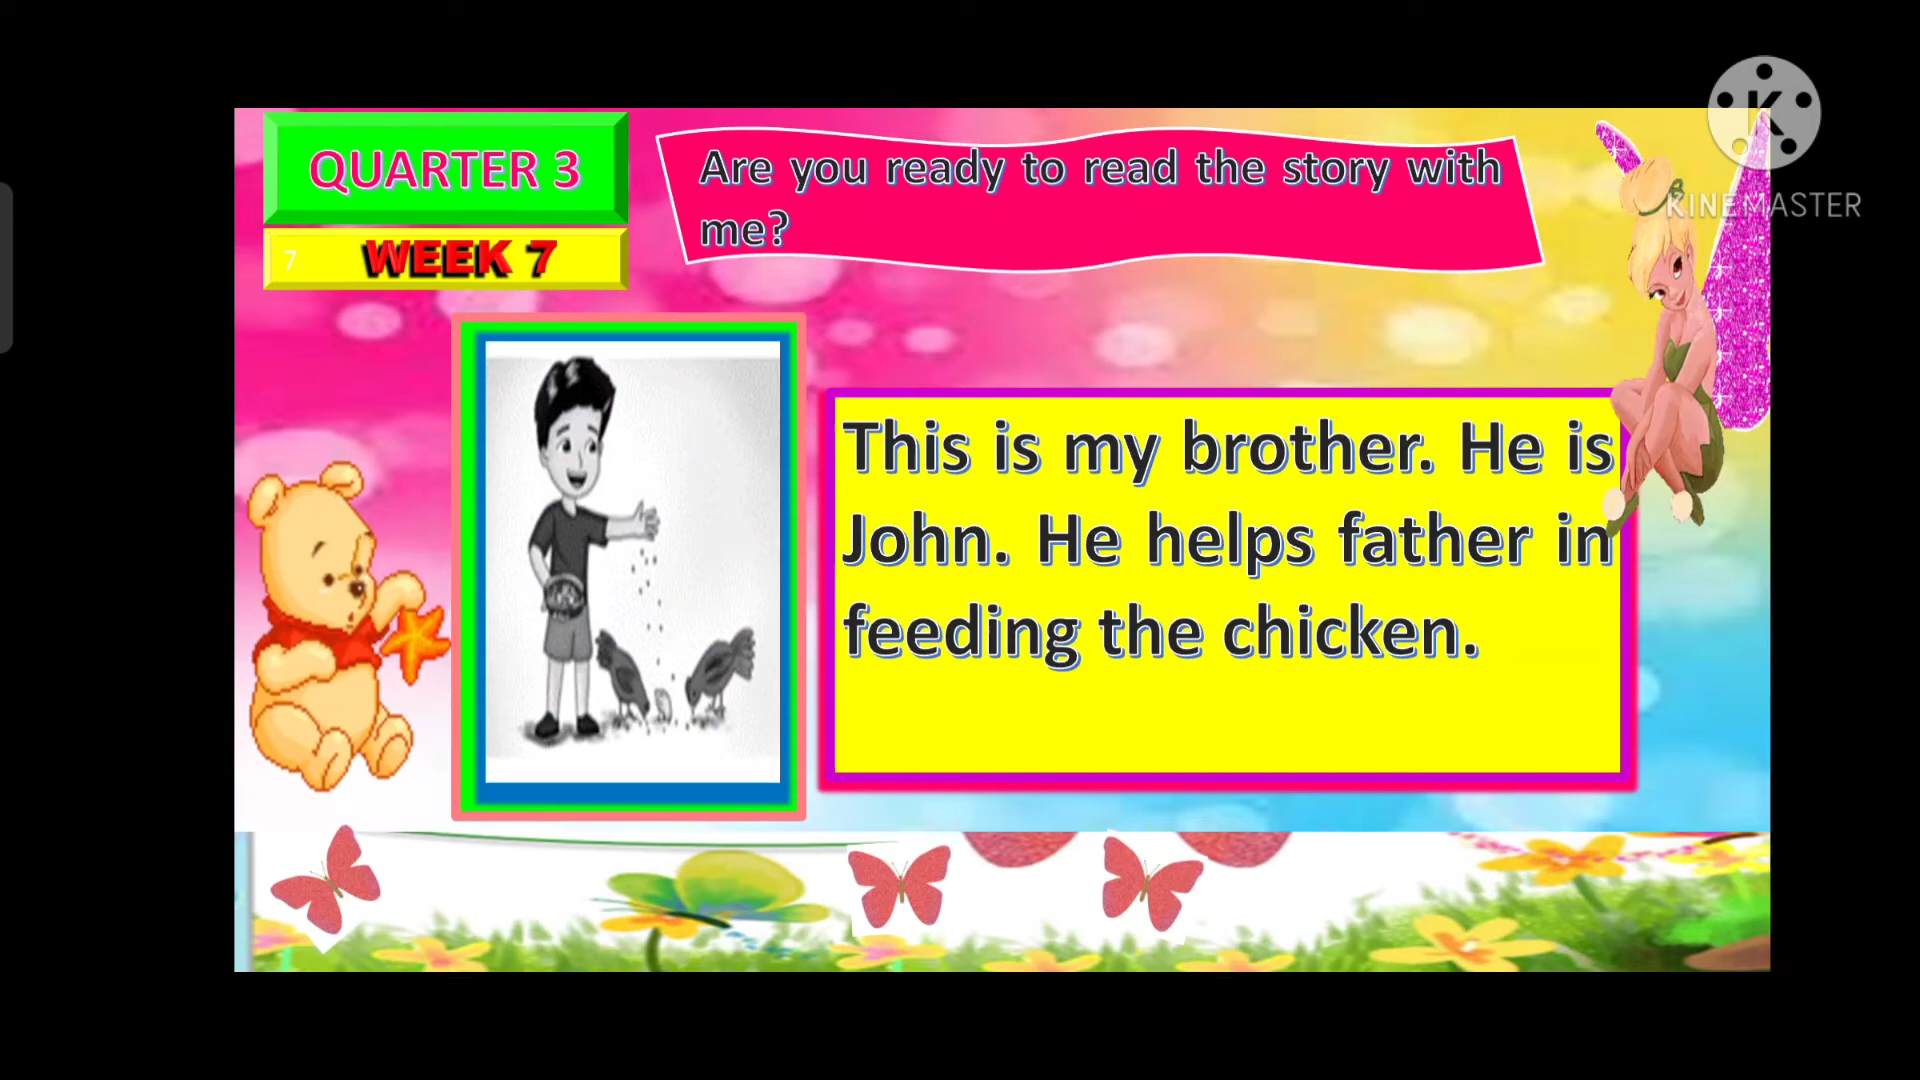 QUARTER 3
7 WEEK 7
Are you ready to read the story with
me?
K
KINEMASTER
This is my brother. He is
John. He helps father in
feeding the chicken.